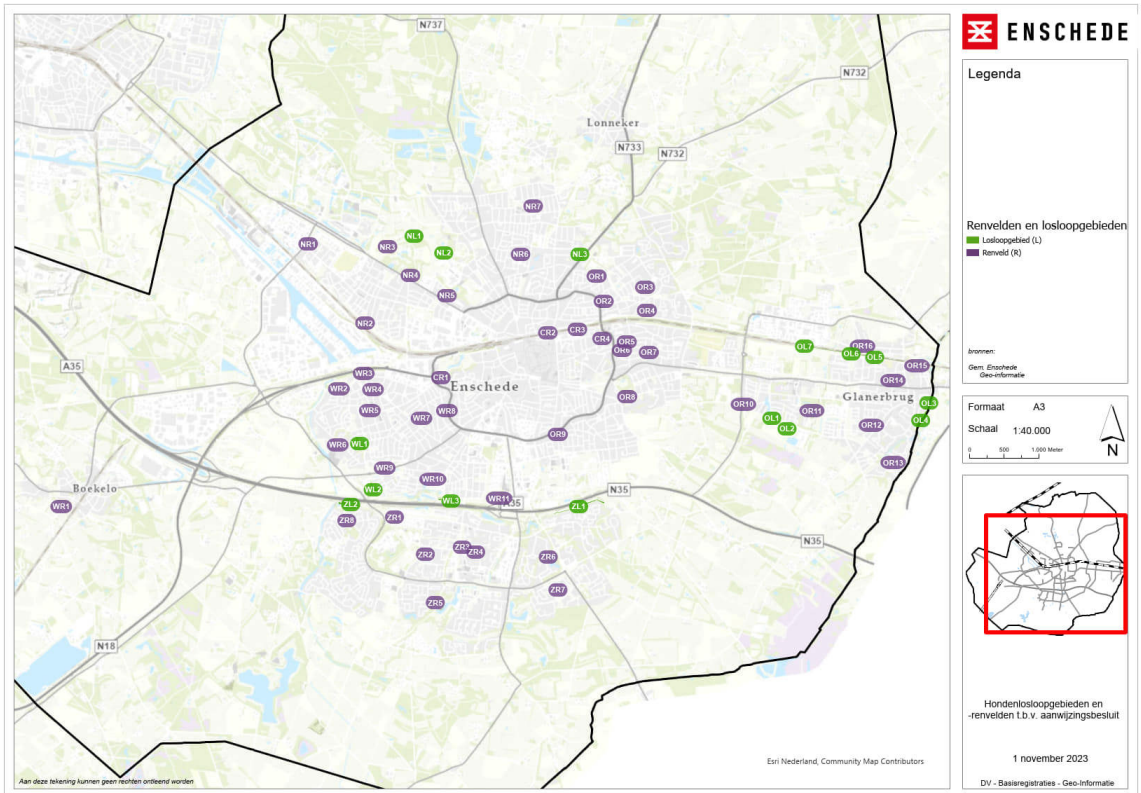 N737
N732
Lonneker
N733
N732
NR7
NL1
NR1
NR3
NL2
NR6
NL3
NR4
OR1
OR3
NR5
OR2
OR4
NR2
CR2
CR3
CR4
OR5
OR6
OR7
OL7
OR16
OL6
OL5
OR15
A35
WR3
CR1
OR14
WR2
WR4
Enschede
OR8
Glanerbrug
OL3
WR5
WR7
WR8
OR10
OL1
OR11
OL4
OL2
OR12
OR9
WR6
WL1
OR13
WR9
WR10
Boekelo
WL2
N35
WR1
ZL2
WL3
WR11
A35
ZL1
ZR8
ZR1
N35
ZR2
ZR4
ZR6
ZR7
ZR5
N18
Esri Nederland, Community Map Contributors
Aan deze tekening kunnen geen rechten ontleend worden
ENSCHEDE
Legenda
Renvelden en losloopgebieden
Losloopgebied (L)
Renveld (R)
bronnen:
Gem. Enschede
Geo-informatie
Formaat A3
Schaal 1:40.000
0 500 1.000 Meter
N
Hondenlosloopgebieden en
-renvelden t.b.v. aanwijzingsbesluit
1 november 2023
DV - Basisregistraties - Geo-Informatie